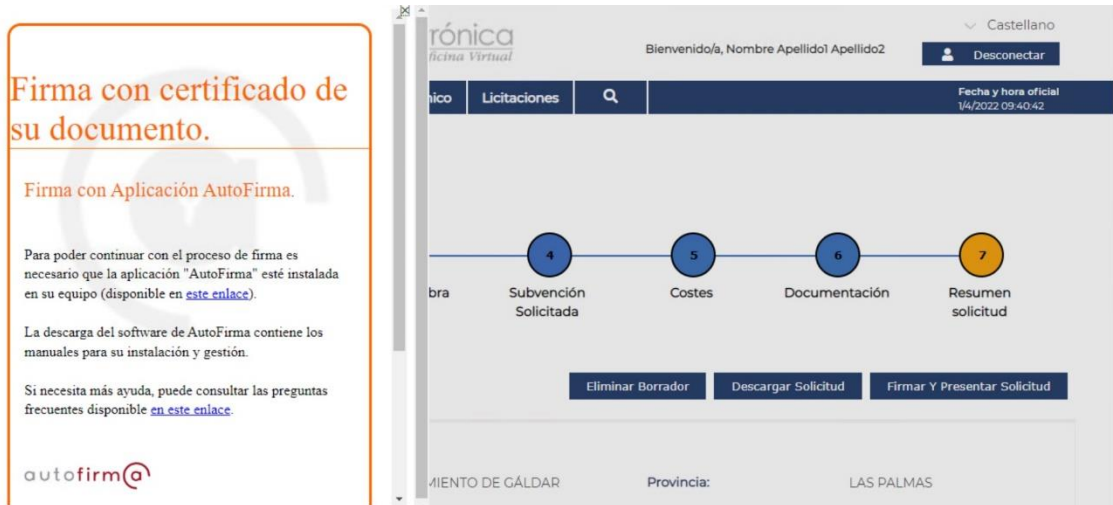 Firma con certificado de
su documento.
Firma con Aplicación AutoFirma.
Para poder continuar con el proceso de firma es
necesario que la aplicación "AutoFirma" esté instalada
en su equipo (disponible en este enlace).
La descarga del software de AutoFirma contiene los
manuales para su instalación y gestión.
Si necesita más ayuda, puede consultar las preguntas
frecuentes disponible en este enlace.
autofirm@
rónica
ficina Virtual
Bienvenido/a, Nombre Apellido1 Apellido2
Castellano
Desconectar
nico Licitaciones
Fecha y hora oficial
1/4/2022 09:40:42
4 5 6 7
bra Subvención Costes Documentación Resumen
Solicitada solicitud
Eliminar Borrador Descargar Solicitud Firmar Y Presentar Solicitud
MIENTO DE GÁLDAR Provincia: LAS PALMAS